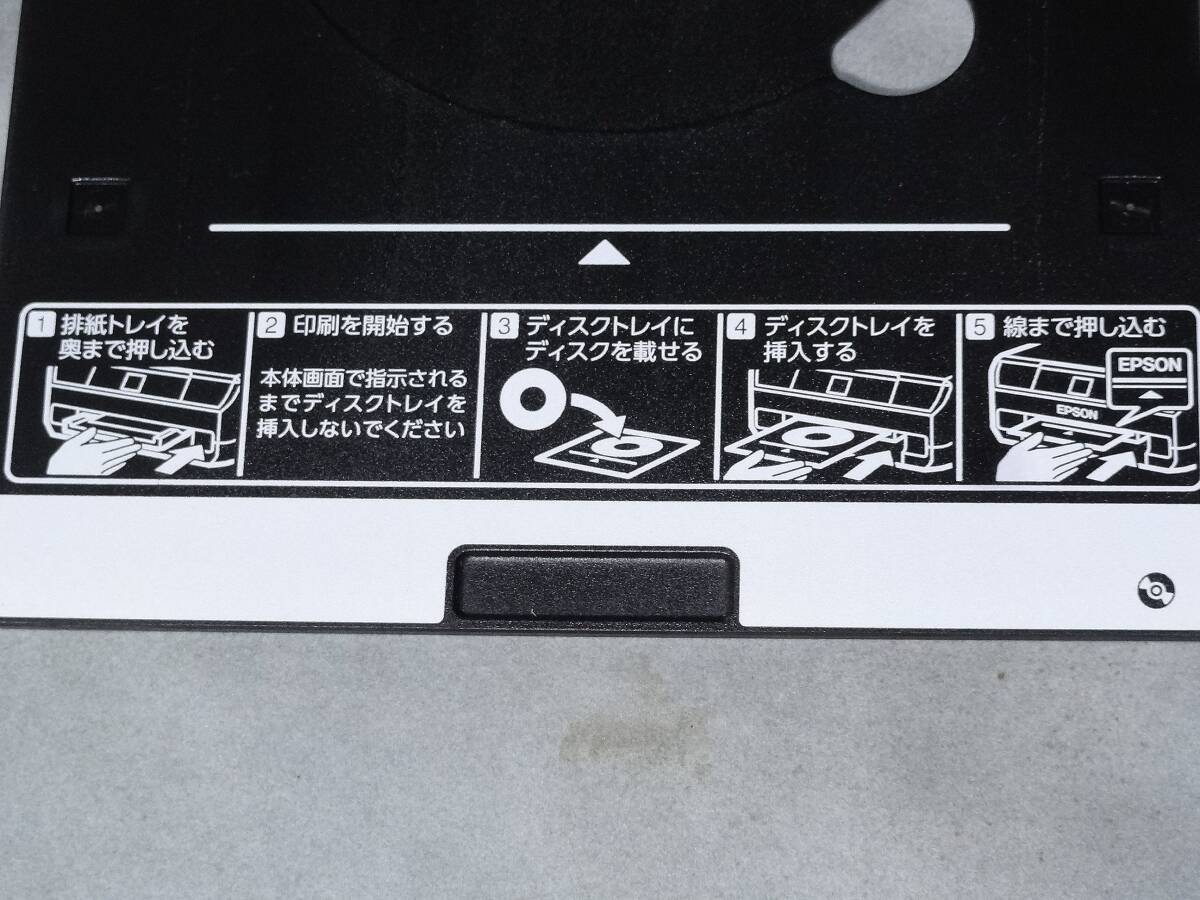 1 排紙トレイを
奥まで押し込む
2 印刷を開始する
本体画面で指示される
までディスクトレイを
挿入しないでください
3 ディスクトレイに
ディスクを載せる
4 ディスクトレイを
挿入する
5 線まで押し込む
EPSON
EPSON